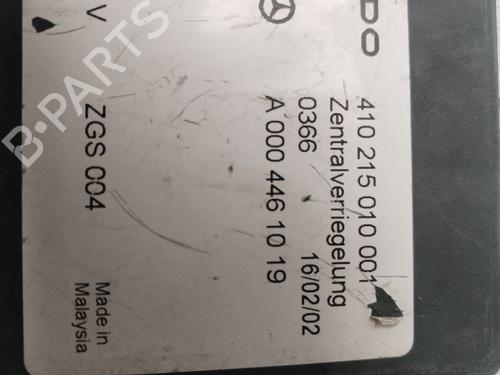 DO
410 215 010 001
Zentralverriegelung
0366 16/02/02
A 000 446 10 19
V
ZGS 004
Made in
Malaysia
B-PARTS